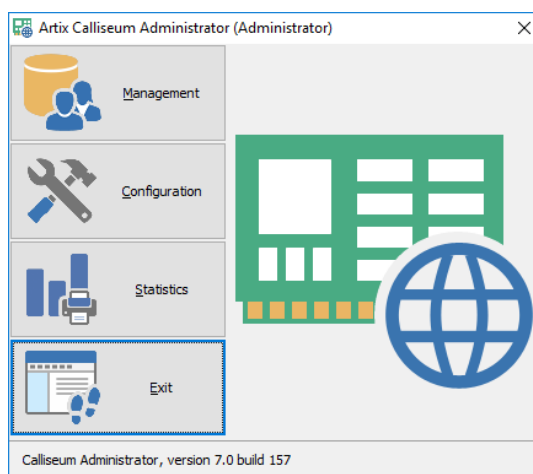 Artix Calliseum Administrator (Administrator)
Management
Configuration
Statistics
Exit
Calliseum Administrator, version 7.0 build 157